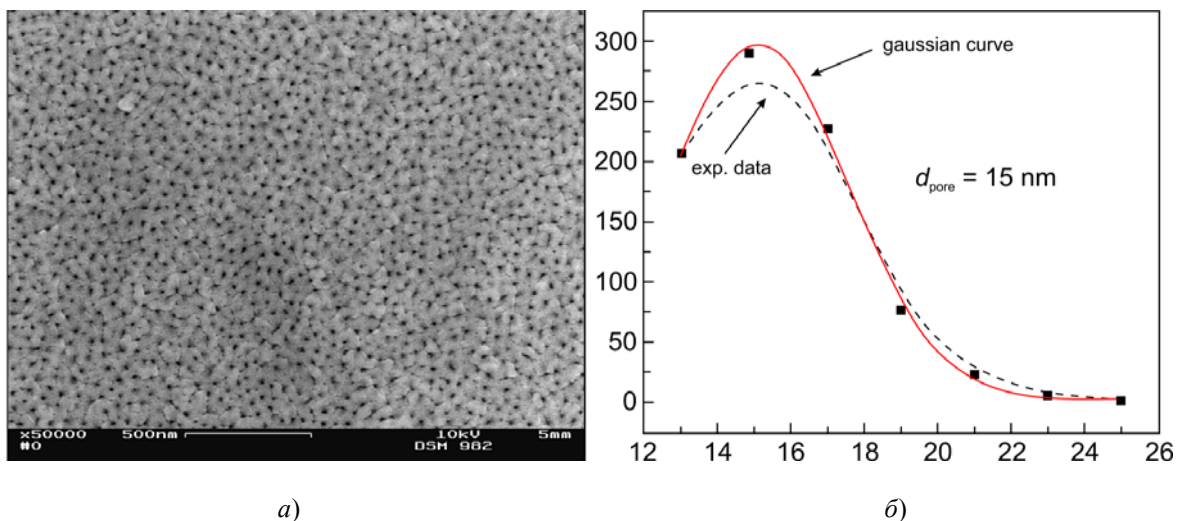 x50000 500nm 10kV 5mm
#0 DSM 982
300
250
200
150
100
50
0
gaussian curve
exp. data
d pore = 15 nm
12 14 16 18 20 22 24 26
а) б)